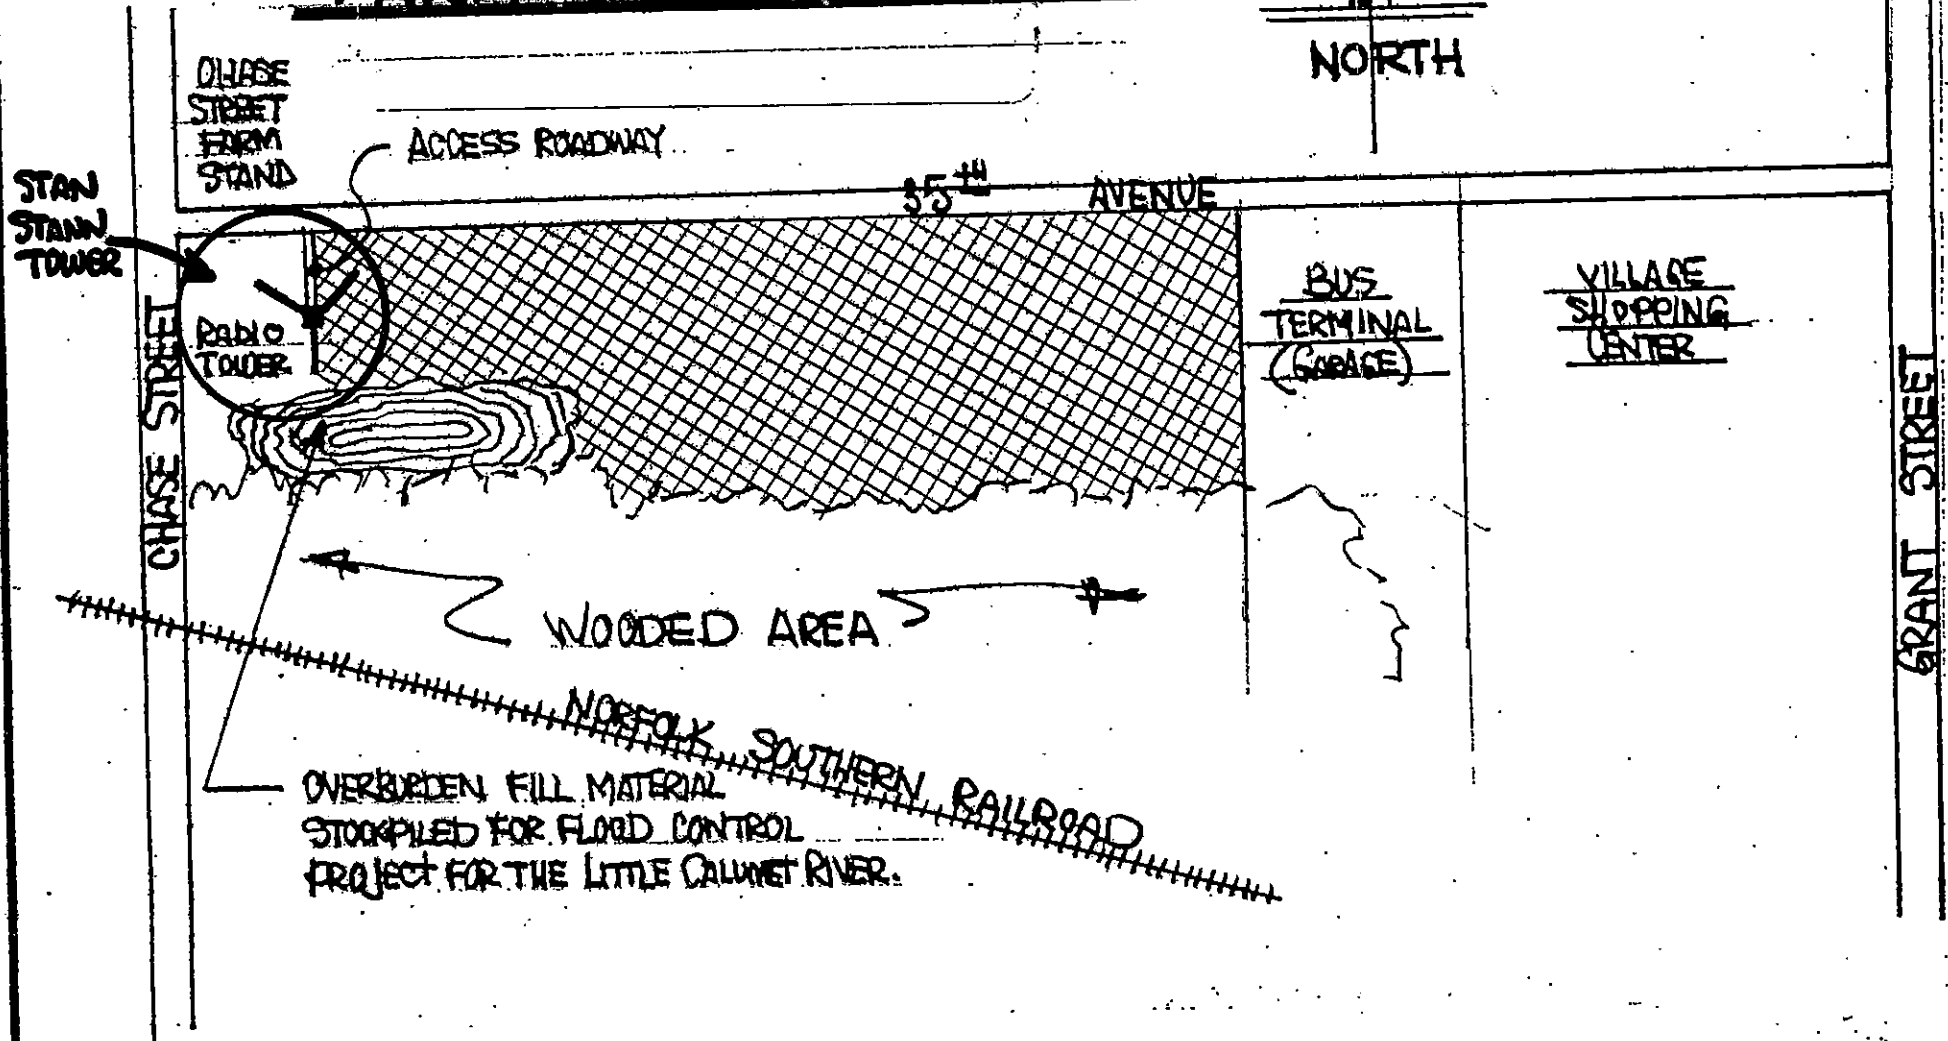 NORTH
CHASE
STREET
FARM
STAND
ACCESS ROADWAY
STAN
STANN
TOWER
35TH AVENUE
RADIO
TOWER
BUS
TERMINAL
(GARAGE)
VILLAGE
SHOPPING
CENTER
CHASE STREET
GRANT STREET
WOODED AREA
NORFOLK SOUTHERN RAILROAD
OVERBURDEN FILL MATERIAL
STOCKPILED FOR FLOOD CONTROL
PROJECT FOR THE LITTLE CALUMET RIVER.